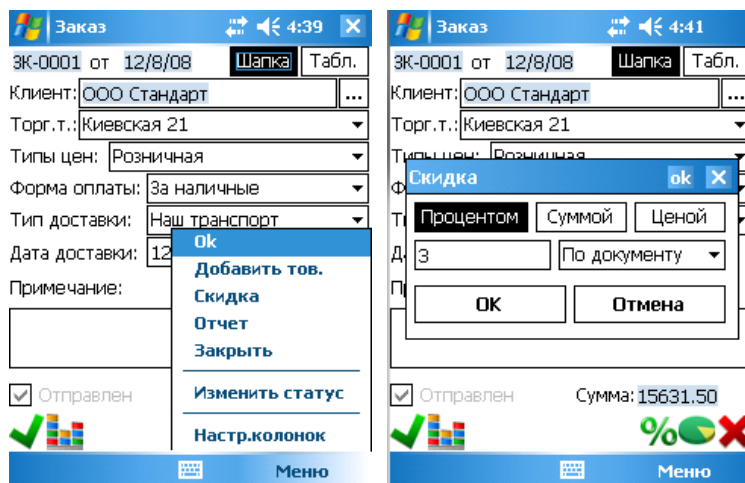 Заказ 4:39
ЗК-0001 от 12/8/08 Шапка Табл.
Клиент: ООО Стандарт ...
Торг.т.: Киевская 21
Типы цен: Розничная
Форма оплаты: За наличные
Тип доставки: Наш транспорт
Дата доставки: 12
Примечание:
Ok
Добавить тов.
Скидка
Отчет
Закрыть
Изменить статус
Настр.колонок
Отправлен
Меню
Заказ 4:41
ЗК-0001 от 12/8/08 Шапка Табл.
Клиент: ООО Стандарт ...
Торг.т.: Киевская 21
Типы цен: Розничная
Скидка ok
Процентом Суммой Ценой
3 По документу
OK Отмена
Отправлен Сумма: 15631.50
%
Меню